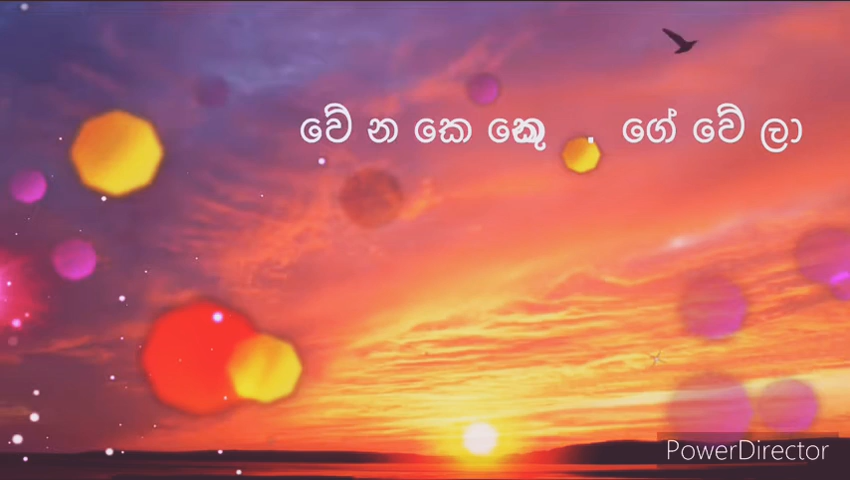 වේ න කෙ කෙු . ගේ වේ ලා
PowerDirector